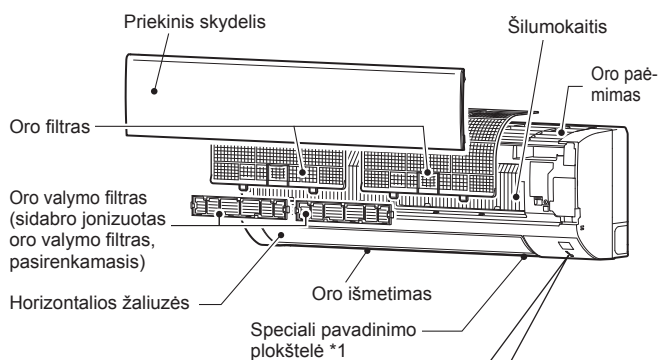 Priekinis skydelis
Šilumokaitis
Oro paė-
mimas
Oro filtras
Oro valymo filtras
(sidabro jonizuotas
oro valymo filtras,
pasirenkamasis)
Horizontalios žaliuzės
Oro išmetimas
Speciali pavadinimo
plokštelė *1